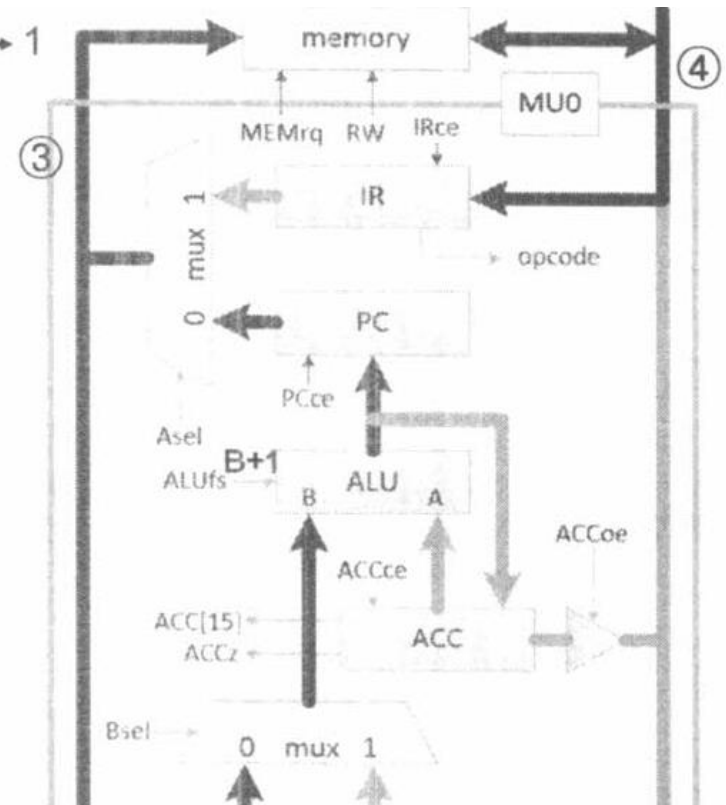 1
memory
④
MU0
③
MEMrq RW IRce
IR
1
mux
0
opcode
PC
PCce
Asel
B+1
ALUfs
ALU
B A
ACCoe
ACCce
ACC[15]
ACCz
ACC
Bsel
0 mux 1